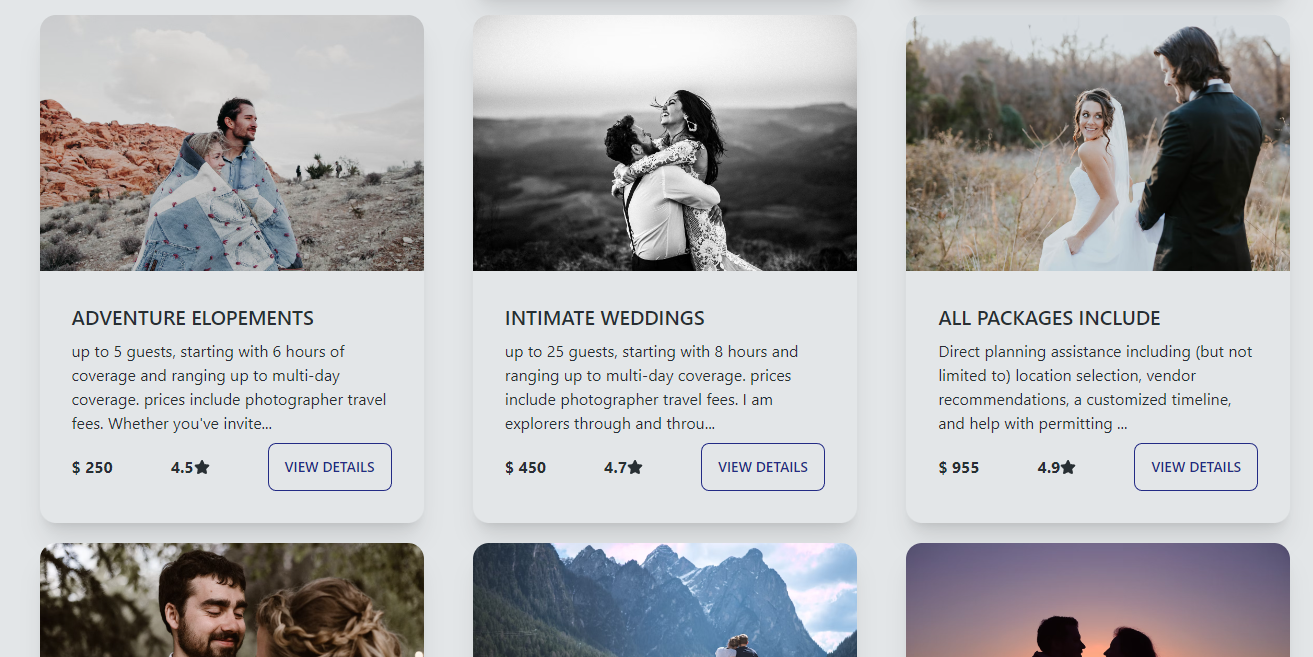 ADVENTURE ELOPEMENTS
up to 5 guests, starting with 6 hours of
coverage and ranging up to multi-day
coverage. prices include photographer travel
fees. Whether you've invite...
$ 250 4.5★ VIEW DETAILS
INTIMATE WEDDINGS
up to 25 guests, starting with 8 hours and
ranging up to multi-day coverage. prices
include photographer travel fees. I am
explorers through and throu...
$ 450 4.7★ VIEW DETAILS
ALL PACKAGES INCLUDE
Direct planning assistance including (but not
limited to) location selection, vendor
recommendations, a customized timeline,
and help with permitting ...
$ 955 4.9★ VIEW DETAILS